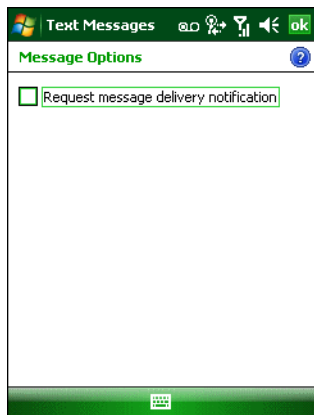 Text Messages ok
Message Options ?
Request message delivery notification